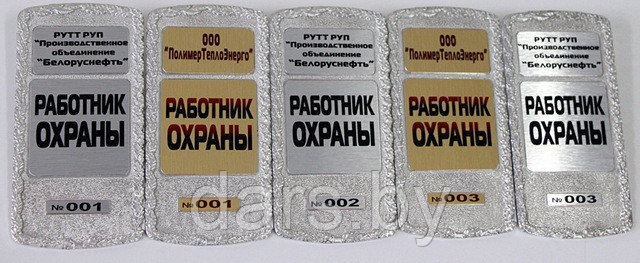 РУТТ РУП
"Производственное
объединение
"Белоруснефть"
РАБОТНИК
ОХРАНЫ
№ 001
ООО
"ПолимерТеплоЭнерго"
РАБОТНИК
ОХРАНЫ
№ 001
РУТТ РУП
"Производственное
объединение
"Белоруснефть"
РАБОТНИК
ОХРАНЫ
№ 002
ООО
"ПолимерТеплоЭнерго"
РАБОТНИК
ОХРАНЫ
№ 003
РУТТ РУП
"Производственное
объединение
"Белоруснефть"
РАБОТНИК
ОХРАНЫ
№ 003
dars.by